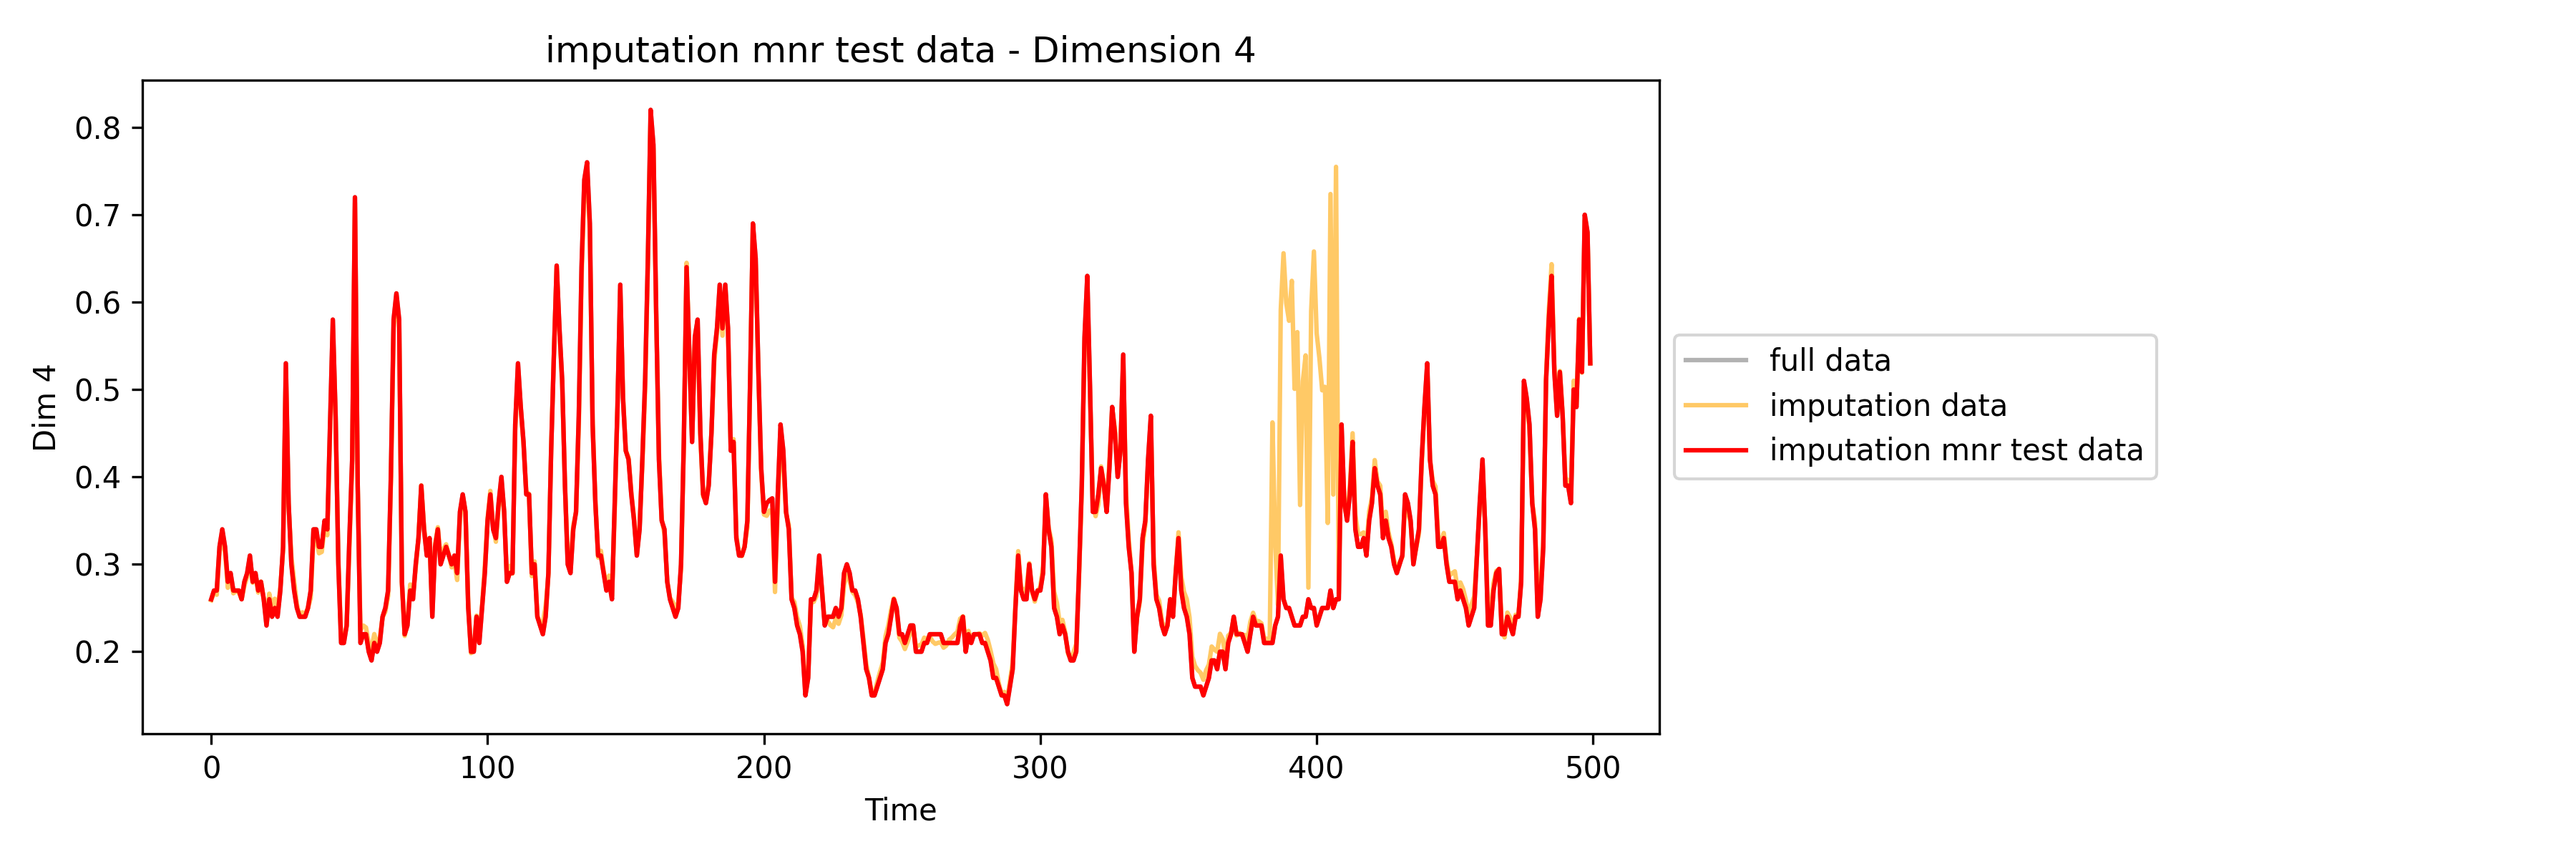 imputation mnr test data - Dimension 4
0.8
0.7
0.6
0.5
0.4
0.3
0.2
Dim 4
0 100 200 300 400 500
Time
full data
imputation data
imputation mnr test data